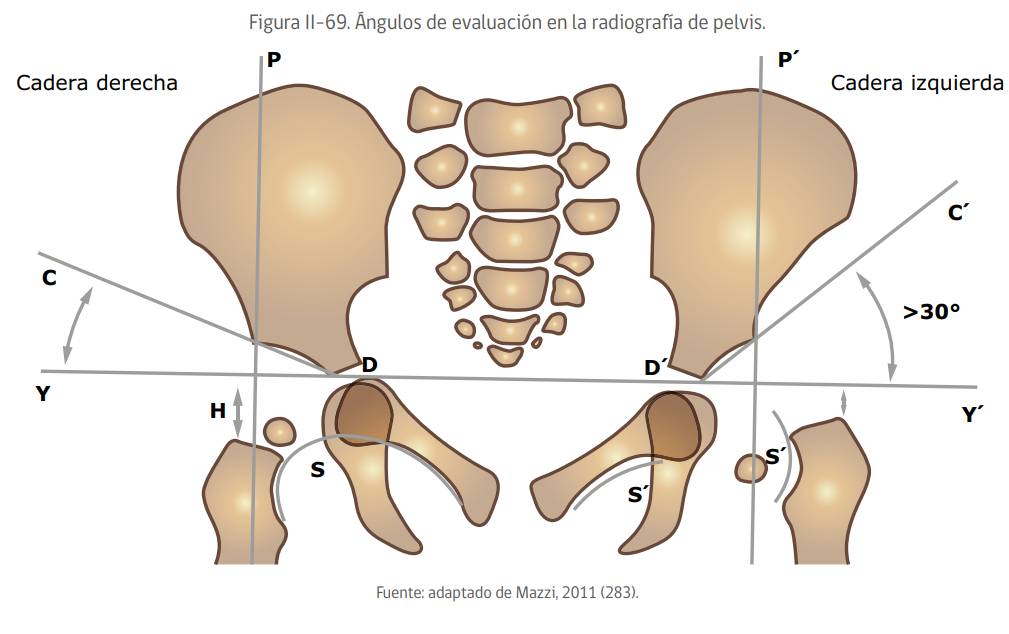 Figura II-69. Ángulos de evaluación en la radiografía de pelvis.
P
P´
Cadera derecha
Cadera izquierda
C
C´
>30°
D
D´
Y
H
Y´
S
S´
S´
Fuente: adaptado de Mazzi, 2011 (283).